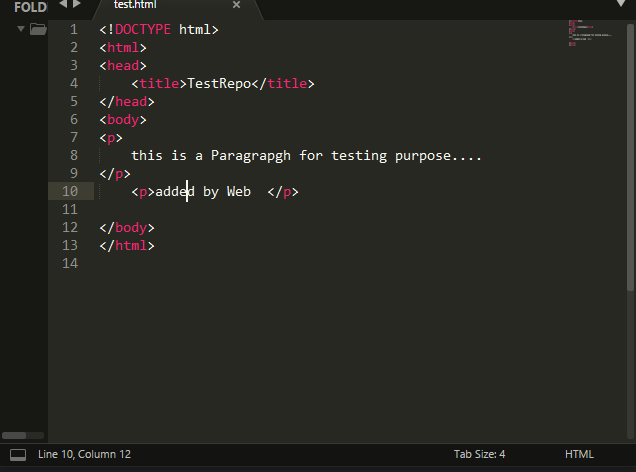 FOLD
test.html ×
1 <!DOCTYPE html>
2 <html>
3 <head>
4 <title>TestRepo</title>
5 </head>
6 <body>
7 <p>
8 this is a Paragrapgh for testing purpose....
9 </p>
10 <p>added by Web </p>
11
12 </body>
13 </html>
14
Line 10, Column 12 Tab Size: 4 HTML